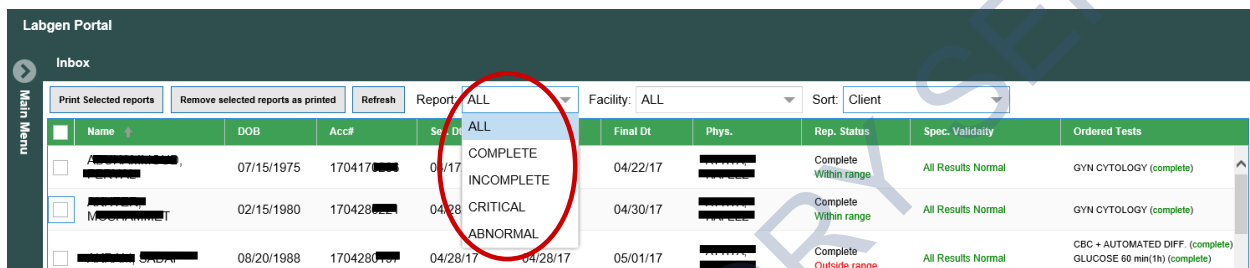 Labgen Portal
Inbox
Main Menu
Print Selected reports Remove selected reports as printed Refresh Report: ALL Facility: ALL Sort: Client
Name DOB Acc# Final Dt Phys. Rep. Status Spec. Validaity Ordered Tests
ALL
COMPLETE
INCOMPLETE
CRITICAL
ABNORMAL
07/15/1975 04/22/17 Complete All Results Normal GYN CYTOLOGY (complete)
Within range
02/15/1980 04/30/17 Complete All Results Normal GYN CYTOLOGY (complete)
Within range
CBC + AUTOMATED DIFF. (complete)
08/20/1988 04/28/17 04/28/17 05/01/17 Complete All Results Normal GLUCOSE 60 min(1h) (complete)
Outside range